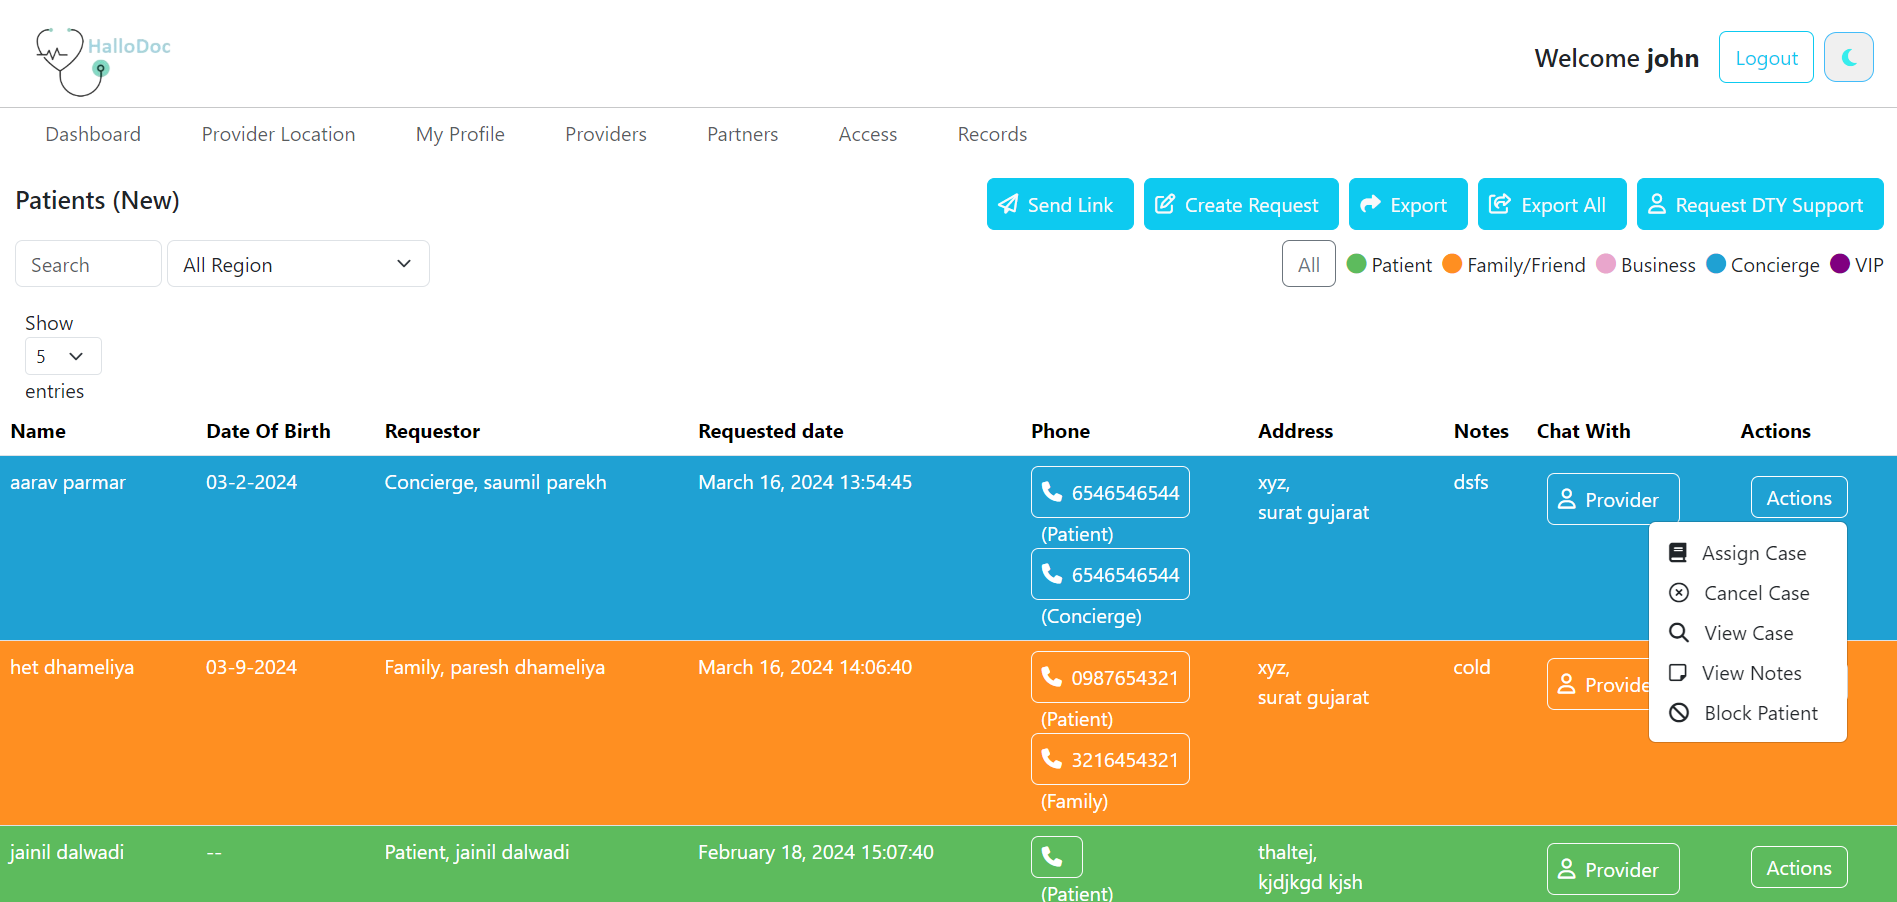 HalloDoc
Welcome john
Logout
Dashboard Provider Location My Profile Providers Partners Access Records
Patients (New)
Send Link Create Request Export Export All Request DTY Support
Search All Region
All Patient Family/Friend Business Concierge VIP
Show
5
entries
Name Date Of Birth Requestor Requested date Phone Address Notes Chat With Actions
aarav parmar 03-2-2024 Concierge, saumil parekh March 16, 2024 13:54:45 6546546544 xyz, dsfs Provider Actions
surat gujarat
(Patient)
6546546544
(Concierge)
Assign Case
Cancel Case
View Case
View Notes
Block Patient
het dhameliya 03-9-2024 Family, paresh dhameliya March 16, 2024 14:06:40 0987654321 xyz, cold Provide
surat gujarat
(Patient)
3216454321
(Family)
jainil dalwadi -- Patient, jainil dalwadi February 18, 2024 15:07:40 thaltej, Provider Actions
kjdjkgd kjsh
(Patient)